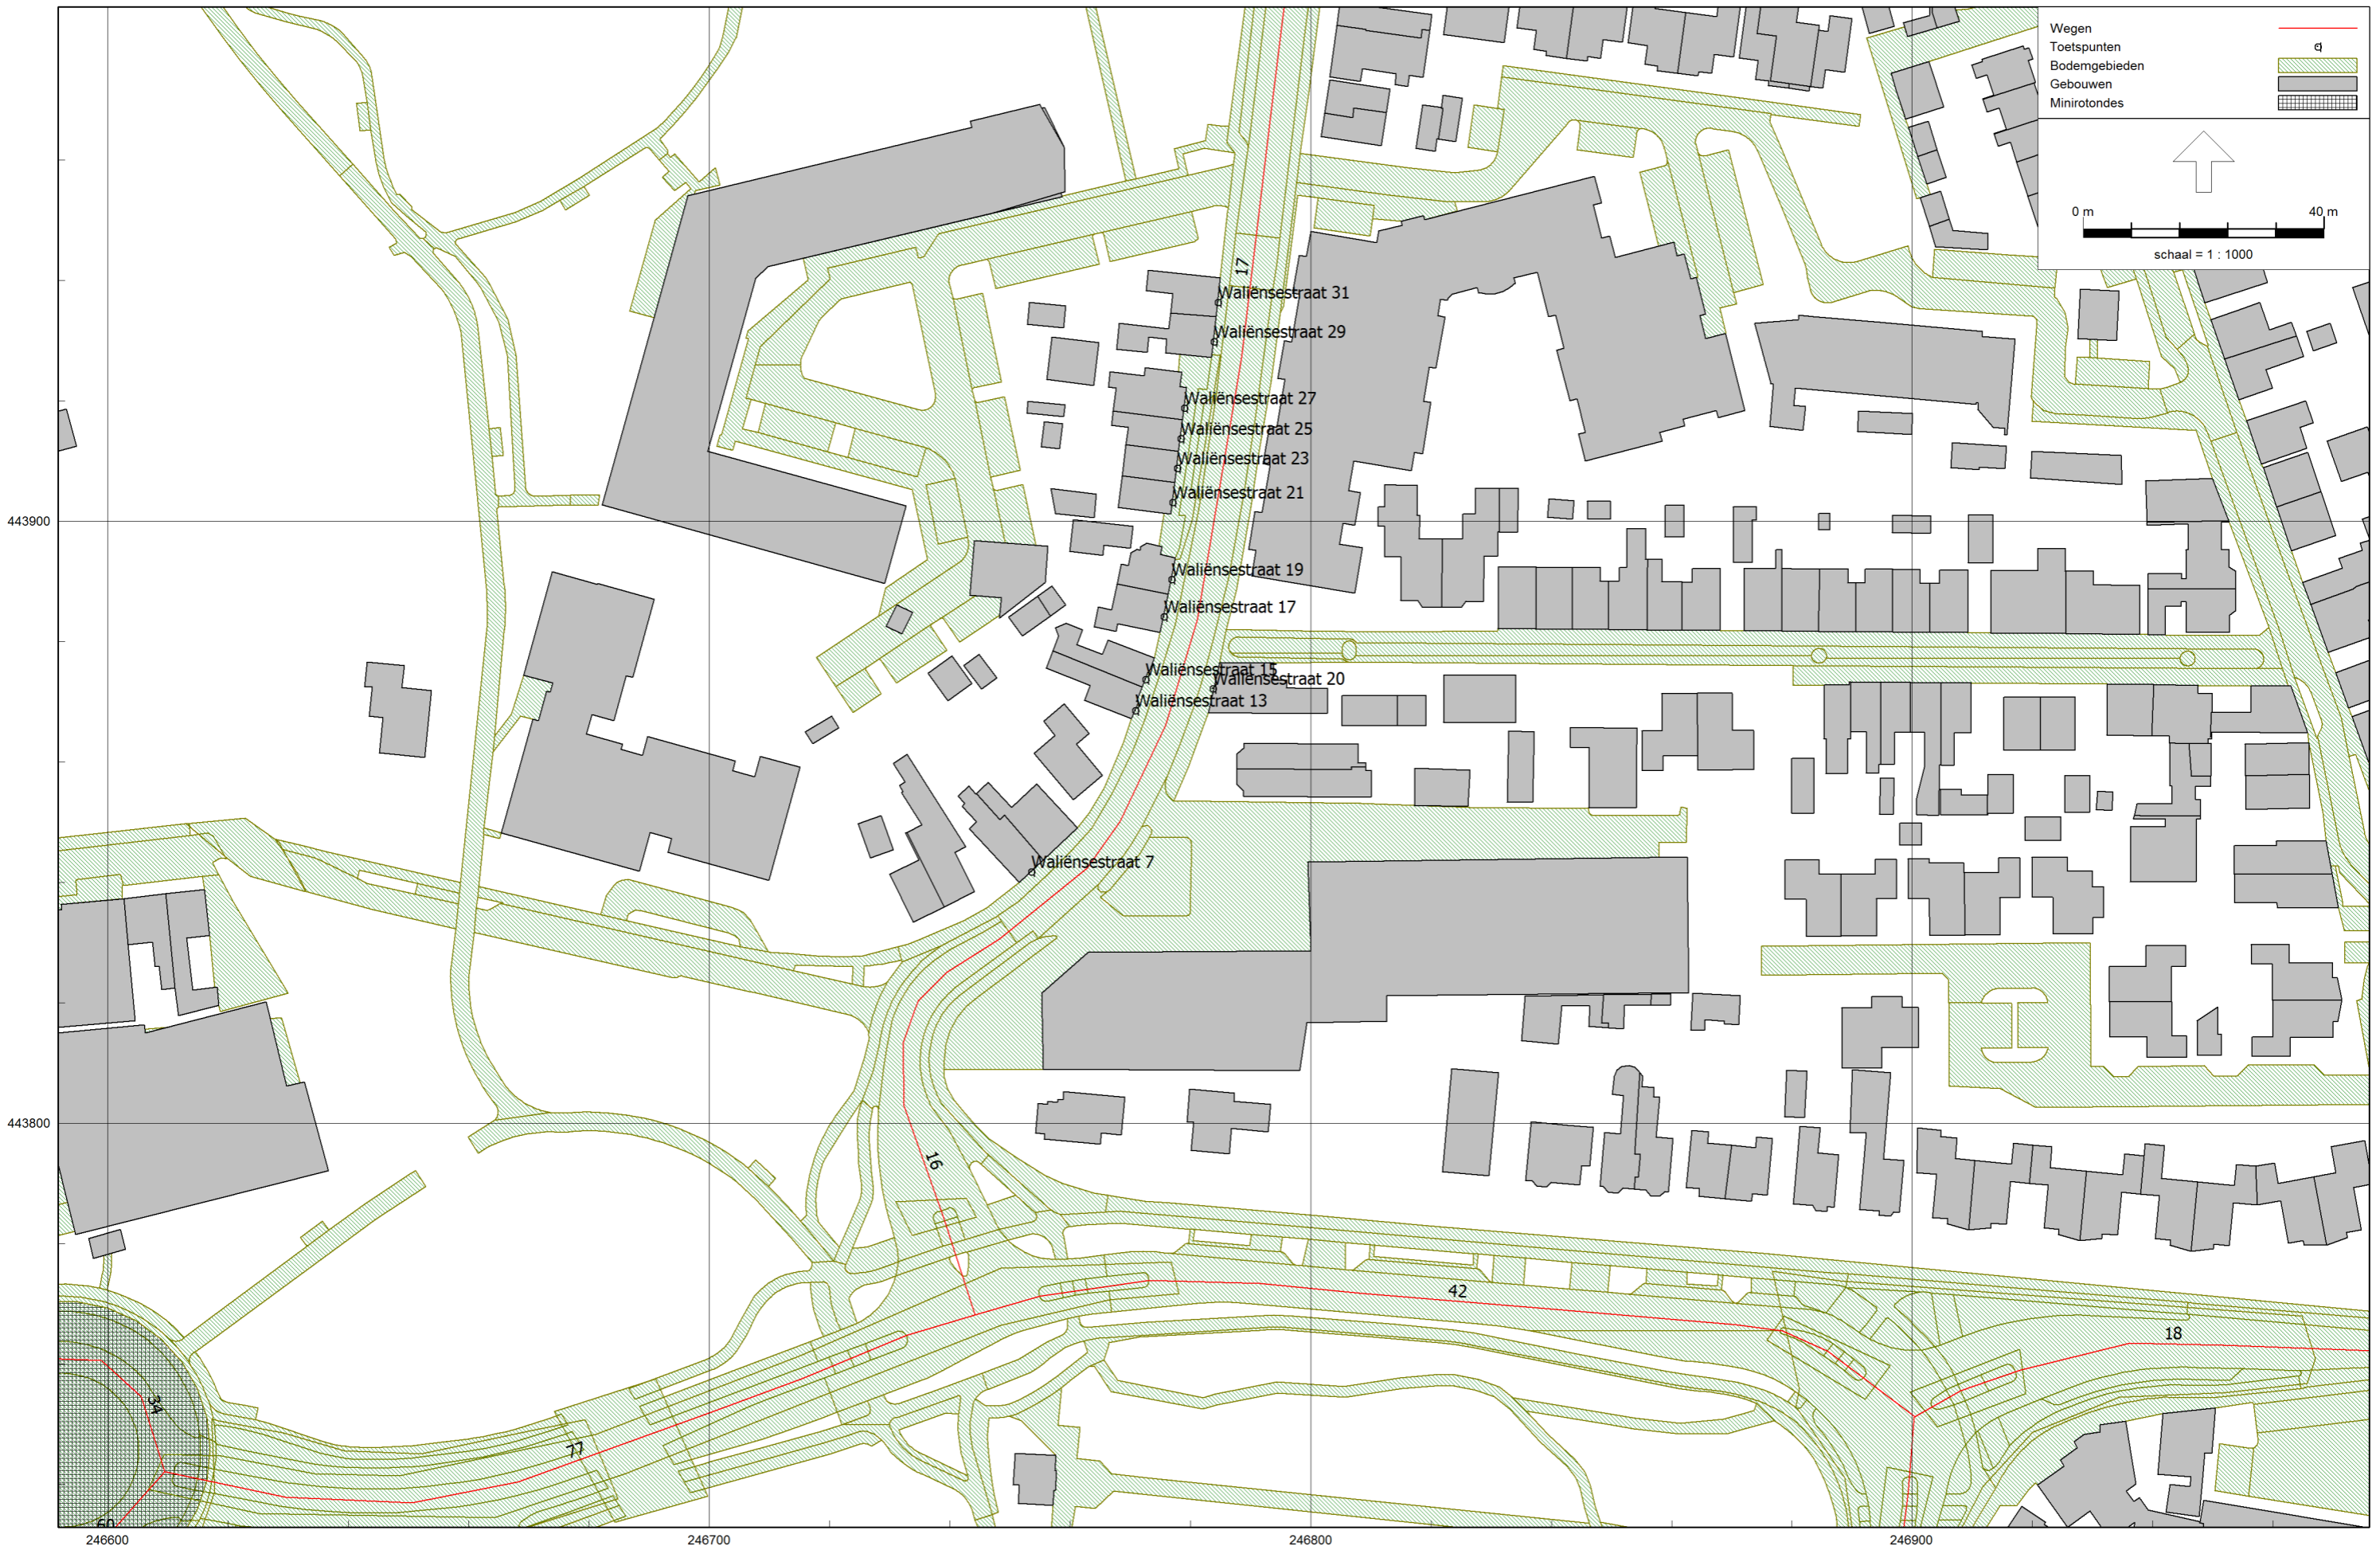 Wegen
Toetspunten
Bodemgebieden
Gebouwen
Minirotondes
0 m
40 m
schaal = 1 : 1000
17
Waliënsestraat 31
Waliënsestraat 29
Waliënsestraat 27
Waliënsestraat 25
Waliënsestraat 23
Waliënsestraat 21
443900
Waliënsestraat 19
Waliënsestraat 17
Waliënsestraat 15
Waliënsestraat 20
Waliënsestraat 13
Waliënsestraat 7
443800
16
42
18
34
77
60
246600
246700
246800
246900